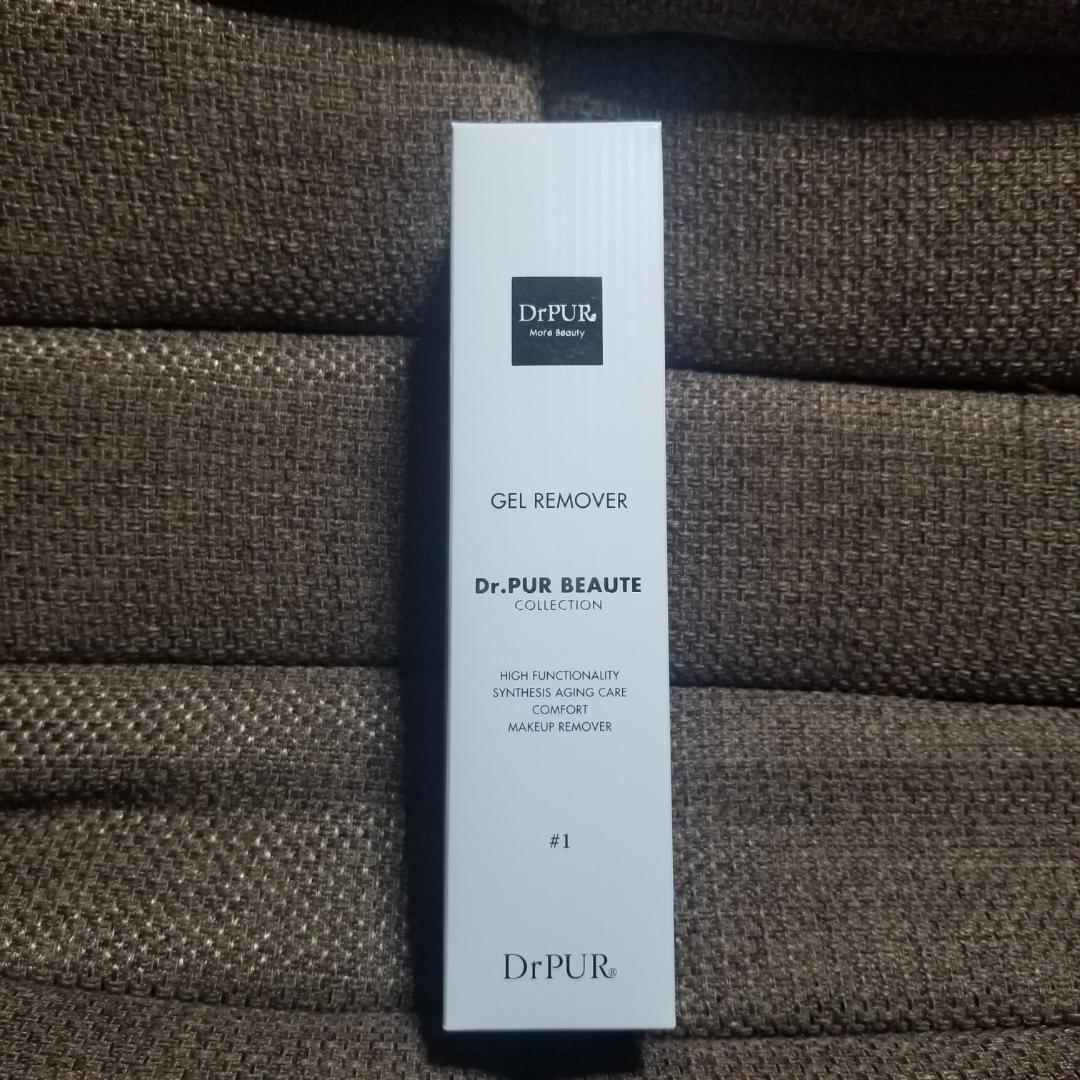 DrPUR
More Beauty
GEL REMOVER
Dr.PUR BEAUTE
COLLECTION
HIGH FUNCTIONALITY
SYNTHESIS AGING CARE
COMFORT
MAKEUP REMOVER
#1
DrPUR®